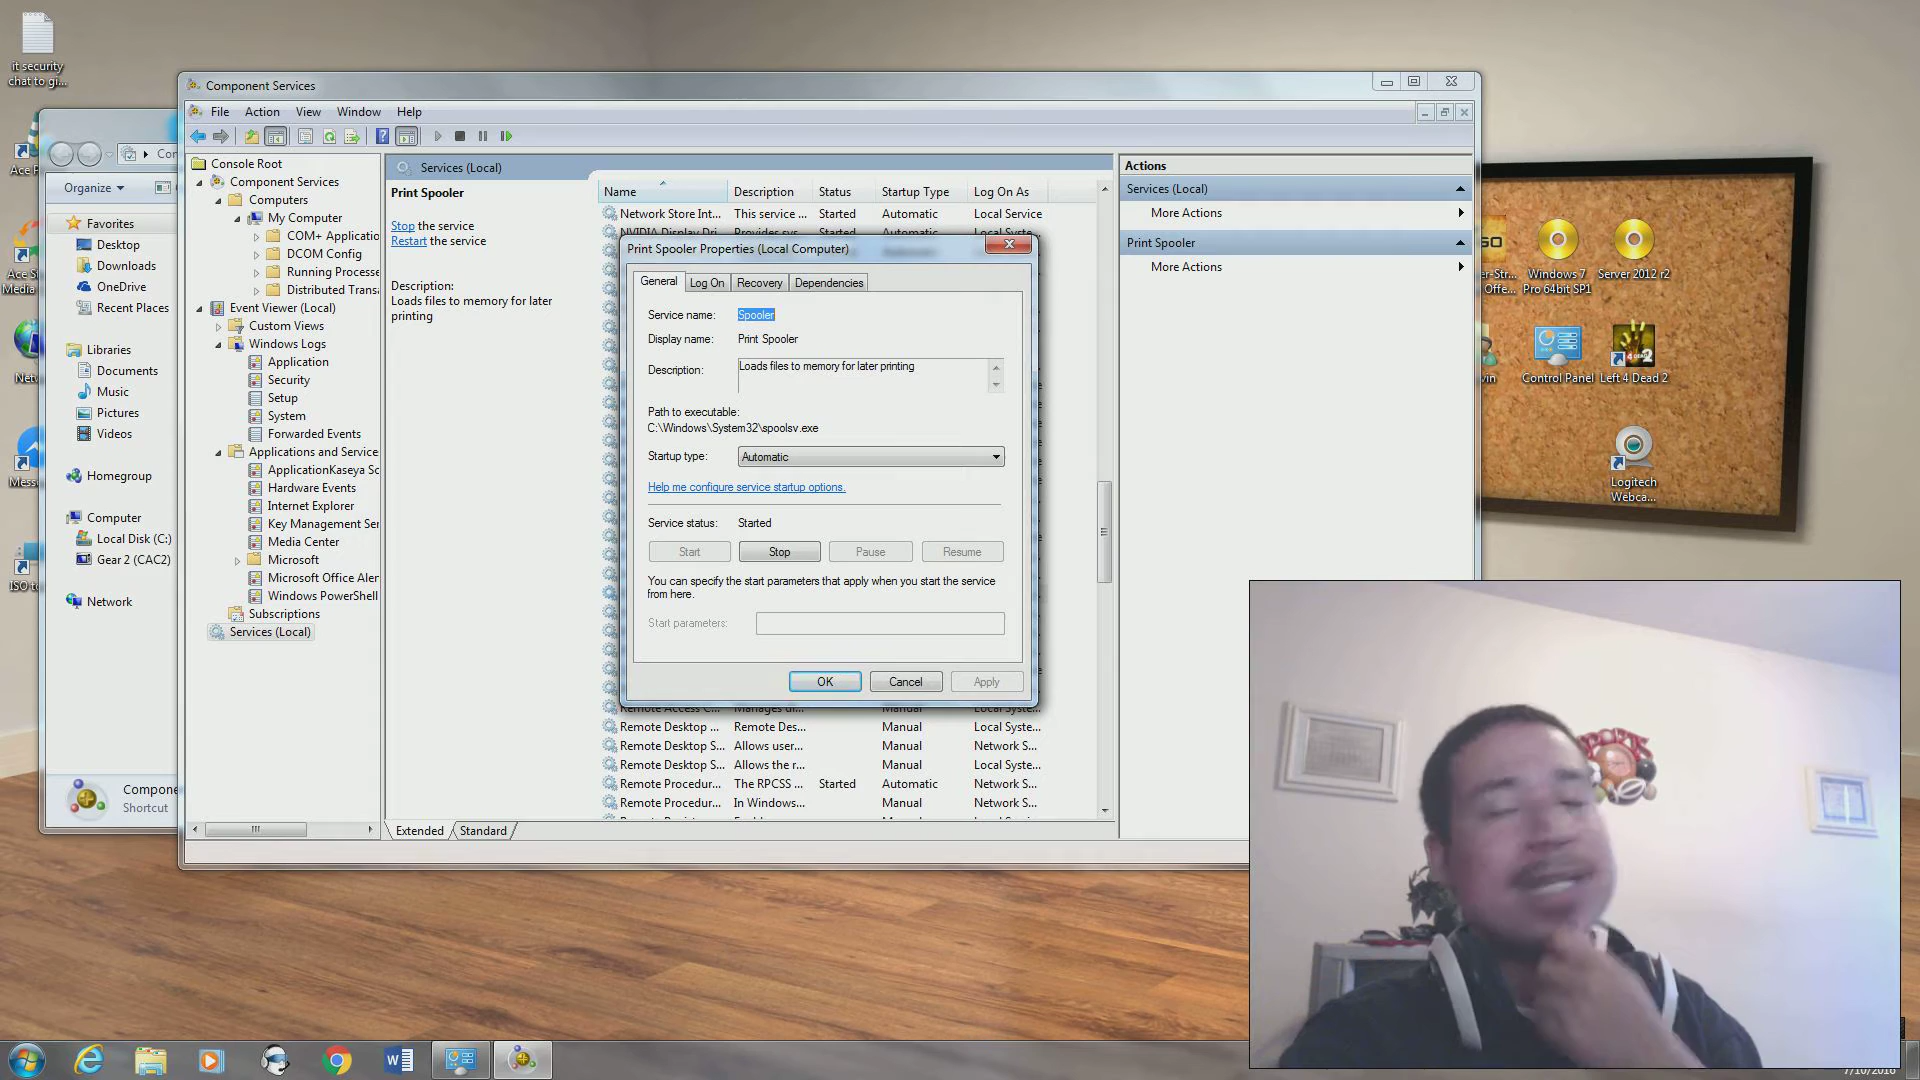 it security
chat to gi...
Component Services
File Action View Window Help
Organize
Favorites
Desktop
Downloads
OneDrive
Recent Places
Libraries
Documents
Music
Pictures
Videos
Homegroup
Computer
Local Disk (C:)
Gear 2 (CAC2)
Network
Shortcut
Console Root
Component Services
Computers
My Computer
COM+ Applicatio
DCOM Config
Running Processe
Distributed Transa
Event Viewer (Local)
Custom Views
Windows Logs
Application
Security
Setup
System
Forwarded Events
Applications and Service
ApplicationKaseya Sc
Hardware Events
Internet Explorer
Key Management Ser
Media Center
Microsoft
Microsoft Office Aler
Windows PowerShell
Subscriptions
Services (Local)
Services (Local)
Print Spooler
Stop the service
Restart the service
Description:
Loads files to memory for later
printing
Name Description Status Startup Type Log On As
Network Store Int... This service ... Started Automatic Local Service
Print Spooler Properties (Local Computer)
General Log On Recovery Dependencies
Service name: Spooler
Display name: Print Spooler
Description: Loads files to memory for later printing
Path to executable:
C:\Windows\System32\spoolsv.exe
Startup type: Automatic
Help me configure service startup options.
Service status: Started
Start Stop Pause Resume
You can specify the start parameters that apply when you start the service
from here.
Start parameters:
OK Cancel Apply
Remote Desktop ... Remote Des... Manual Local Syste...
Remote Desktop S... Allows user... Manual Network S...
Remote Desktop S... Allows the r... Manual Local Syste...
Remote Procedur... The RPCSS ... Started Automatic Network S...
Remote Procedur... In Windows... Manual Network S...
Extended Standard
Actions
Services (Local)
More Actions
Print Spooler
More Actions
Windows 7
Pro 64bit SP1
Server 2012 r2
Control Panel
Left 4 Dead 2
Logitech
Webca...
7/10/2016